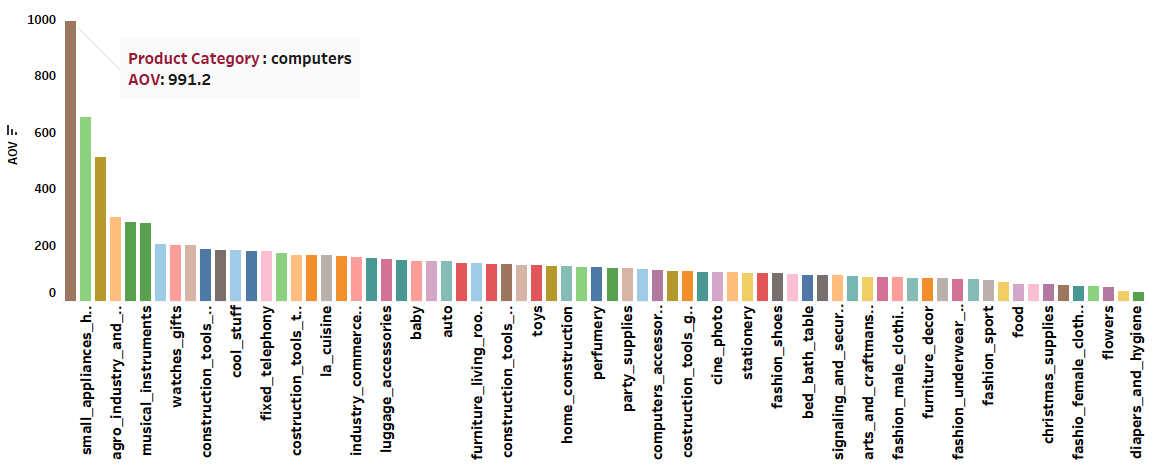 1000
800
600
400
200
0
AOV
Product Category : computers
AOV: 991.2
small_appliances_h..
agro_industry_and_..
musical_instruments
watches_gifts
construction_tools_..
cool_stuff
fixed_telephony
costruction_tools_t..
la_cuisine
industry_commerce..
luggage_accessories
baby
auto
furniture_living_roo..
construction_tools_..
toys
home_construction
perfumery
party_supplies
computers_accessor..
costruction_tools_g..
cine_photo
stationery
fashion_shoes
bed_bath_table
signaling_and_secur..
arts_and_craftmans..
fashion_male_clothi..
furniture_decor
fashion_underwear_..
fashion_sport
food
christmas_supplies
fashio_female_cloth..
flowers
diapers_and_hygiene